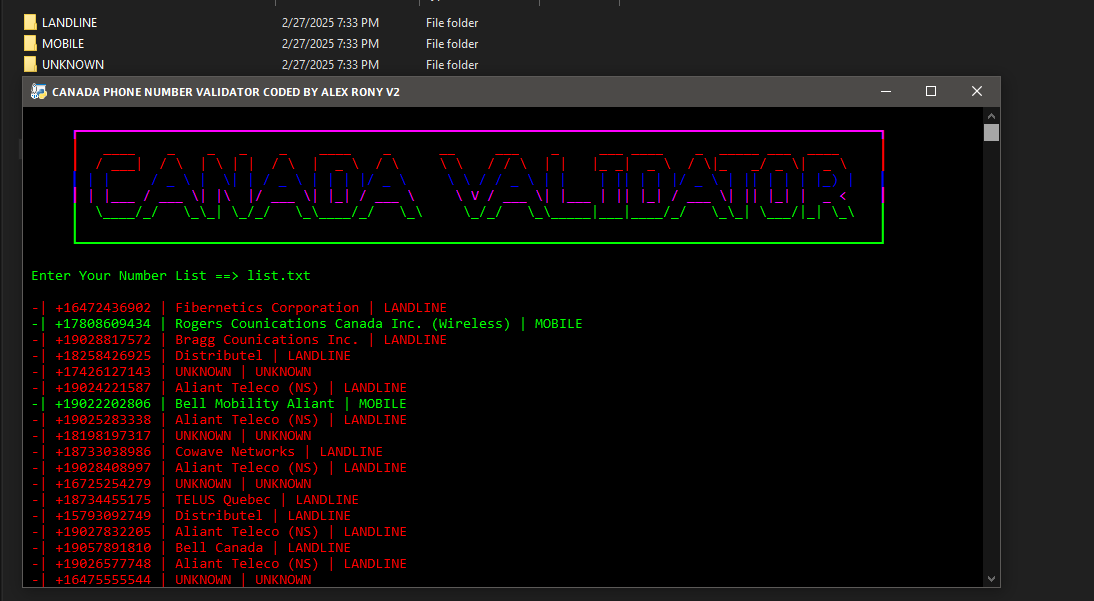 LANDLINE 2/27/2025 7:33 PM File folder
MOBILE 2/27/2025 7:33 PM File folder
UNKNOWN 2/27/2025 7:33 PM File folder
CANADA PHONE NUMBER VALIDATOR CODED BY ALEX RONY V2
CANADA VALIDATOR
Enter Your Number List ==> list.txt
-| +16472436902 | Fibernetics Corporation | LANDLINE
-| +17808609434 | Rogers Counications Canada Inc. (Wireless) | MOBILE
-| +19028817572 | Bragg Counications Inc. | LANDLINE
-| +18258426925 | Distributel | LANDLINE
-| +17426127143 | UNKNOWN | UNKNOWN
-| +19024221587 | Aliant Teleco (NS) | LANDLINE
-| +19022202806 | Bell Mobility Aliant | MOBILE
-| +19025283338 | Aliant Teleco (NS) | LANDLINE
-| +18198197317 | UNKNOWN | UNKNOWN
-| +18733038986 | Cowave Networks | LANDLINE
-| +19028408997 | Aliant Teleco (NS) | LANDLINE
-| +16725254279 | UNKNOWN | UNKNOWN
-| +18734455175 | TELUS Quebec | LANDLINE
-| +15793092749 | Distributel | LANDLINE
-| +19027832205 | Aliant Teleco (NS) | LANDLINE
-| +19057891810 | Bell Canada | LANDLINE
-| +19026577748 | Aliant Teleco (NS) | LANDLINE
-| +16475555544 | UNKNOWN | UNKNOWN